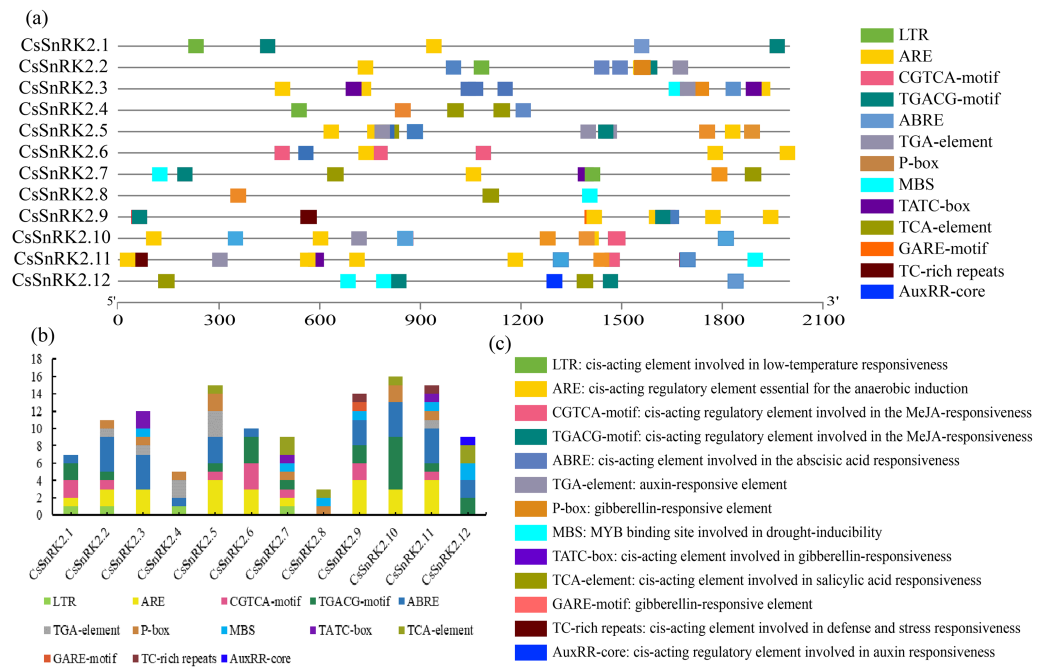 (a)
CsSnRK2.1
CsSnRK2.2
CsSnRK2.3
CsSnRK2.4
CsSnRK2.5
CsSnRK2.6
CsSnRK2.7
CsSnRK2.8
CsSnRK2.9
CsSnRK2.10
CsSnRK2.11
CsSnRK2.12
5' 3'
0 300 600 900 1200 1500 1800 2100
LTR
ARE
CGTCA-motif
TGACG-motif
ABRE
TGA-element
P-box
MBS
TATC-box
TCA-element
GARE-motif
TC-rich repeats
AuxRR-core
(b)
18
16
14
12
10
8
6
4
2
0
CsSnRK2.1 CsSnRK2.2 CsSnRK2.3 CsSnRK2.4 CsSnRK2.5 CsSnRK2.6 CsSnRK2.7 CsSnRK2.8 CsSnRK2.9 CsSnRK2.10 CsSnRK2.11 CsSnRK2.12
LTR ARE CGTCA-motif TGACG-motif ABRE
TGA-element P-box MBS TATC-box TCA-element
GARE-motif TC-rich repeats AuxRR-core
(c)
LTR: cis-acting element involved in low-temperature responsiveness
ARE: cis-acting regulatory element essential for the anaerobic induction
CGTCA-motif: cis-acting regulatory element involved in the MeJA-responsiveness
TGACG-motif: cis-acting regulatory element involved in the MeJA-responsiveness
ABRE: cis-acting element involved in the abscisic acid responsiveness
TGA-element: auxin-responsive element
P-box: gibberellin-responsive element
MBS: MYB binding site involved in drought-inducibility
TATC-box: cis-acting element involved in gibberellin-responsiveness
TCA-element: cis-acting element involved in salicylic acid responsiveness
GARE-motif: gibberellin-responsive element
TC-rich repeats: cis-acting element involved in defense and stress responsiveness
AuxRR-core: cis-acting regulatory element involved in auxin responsiveness